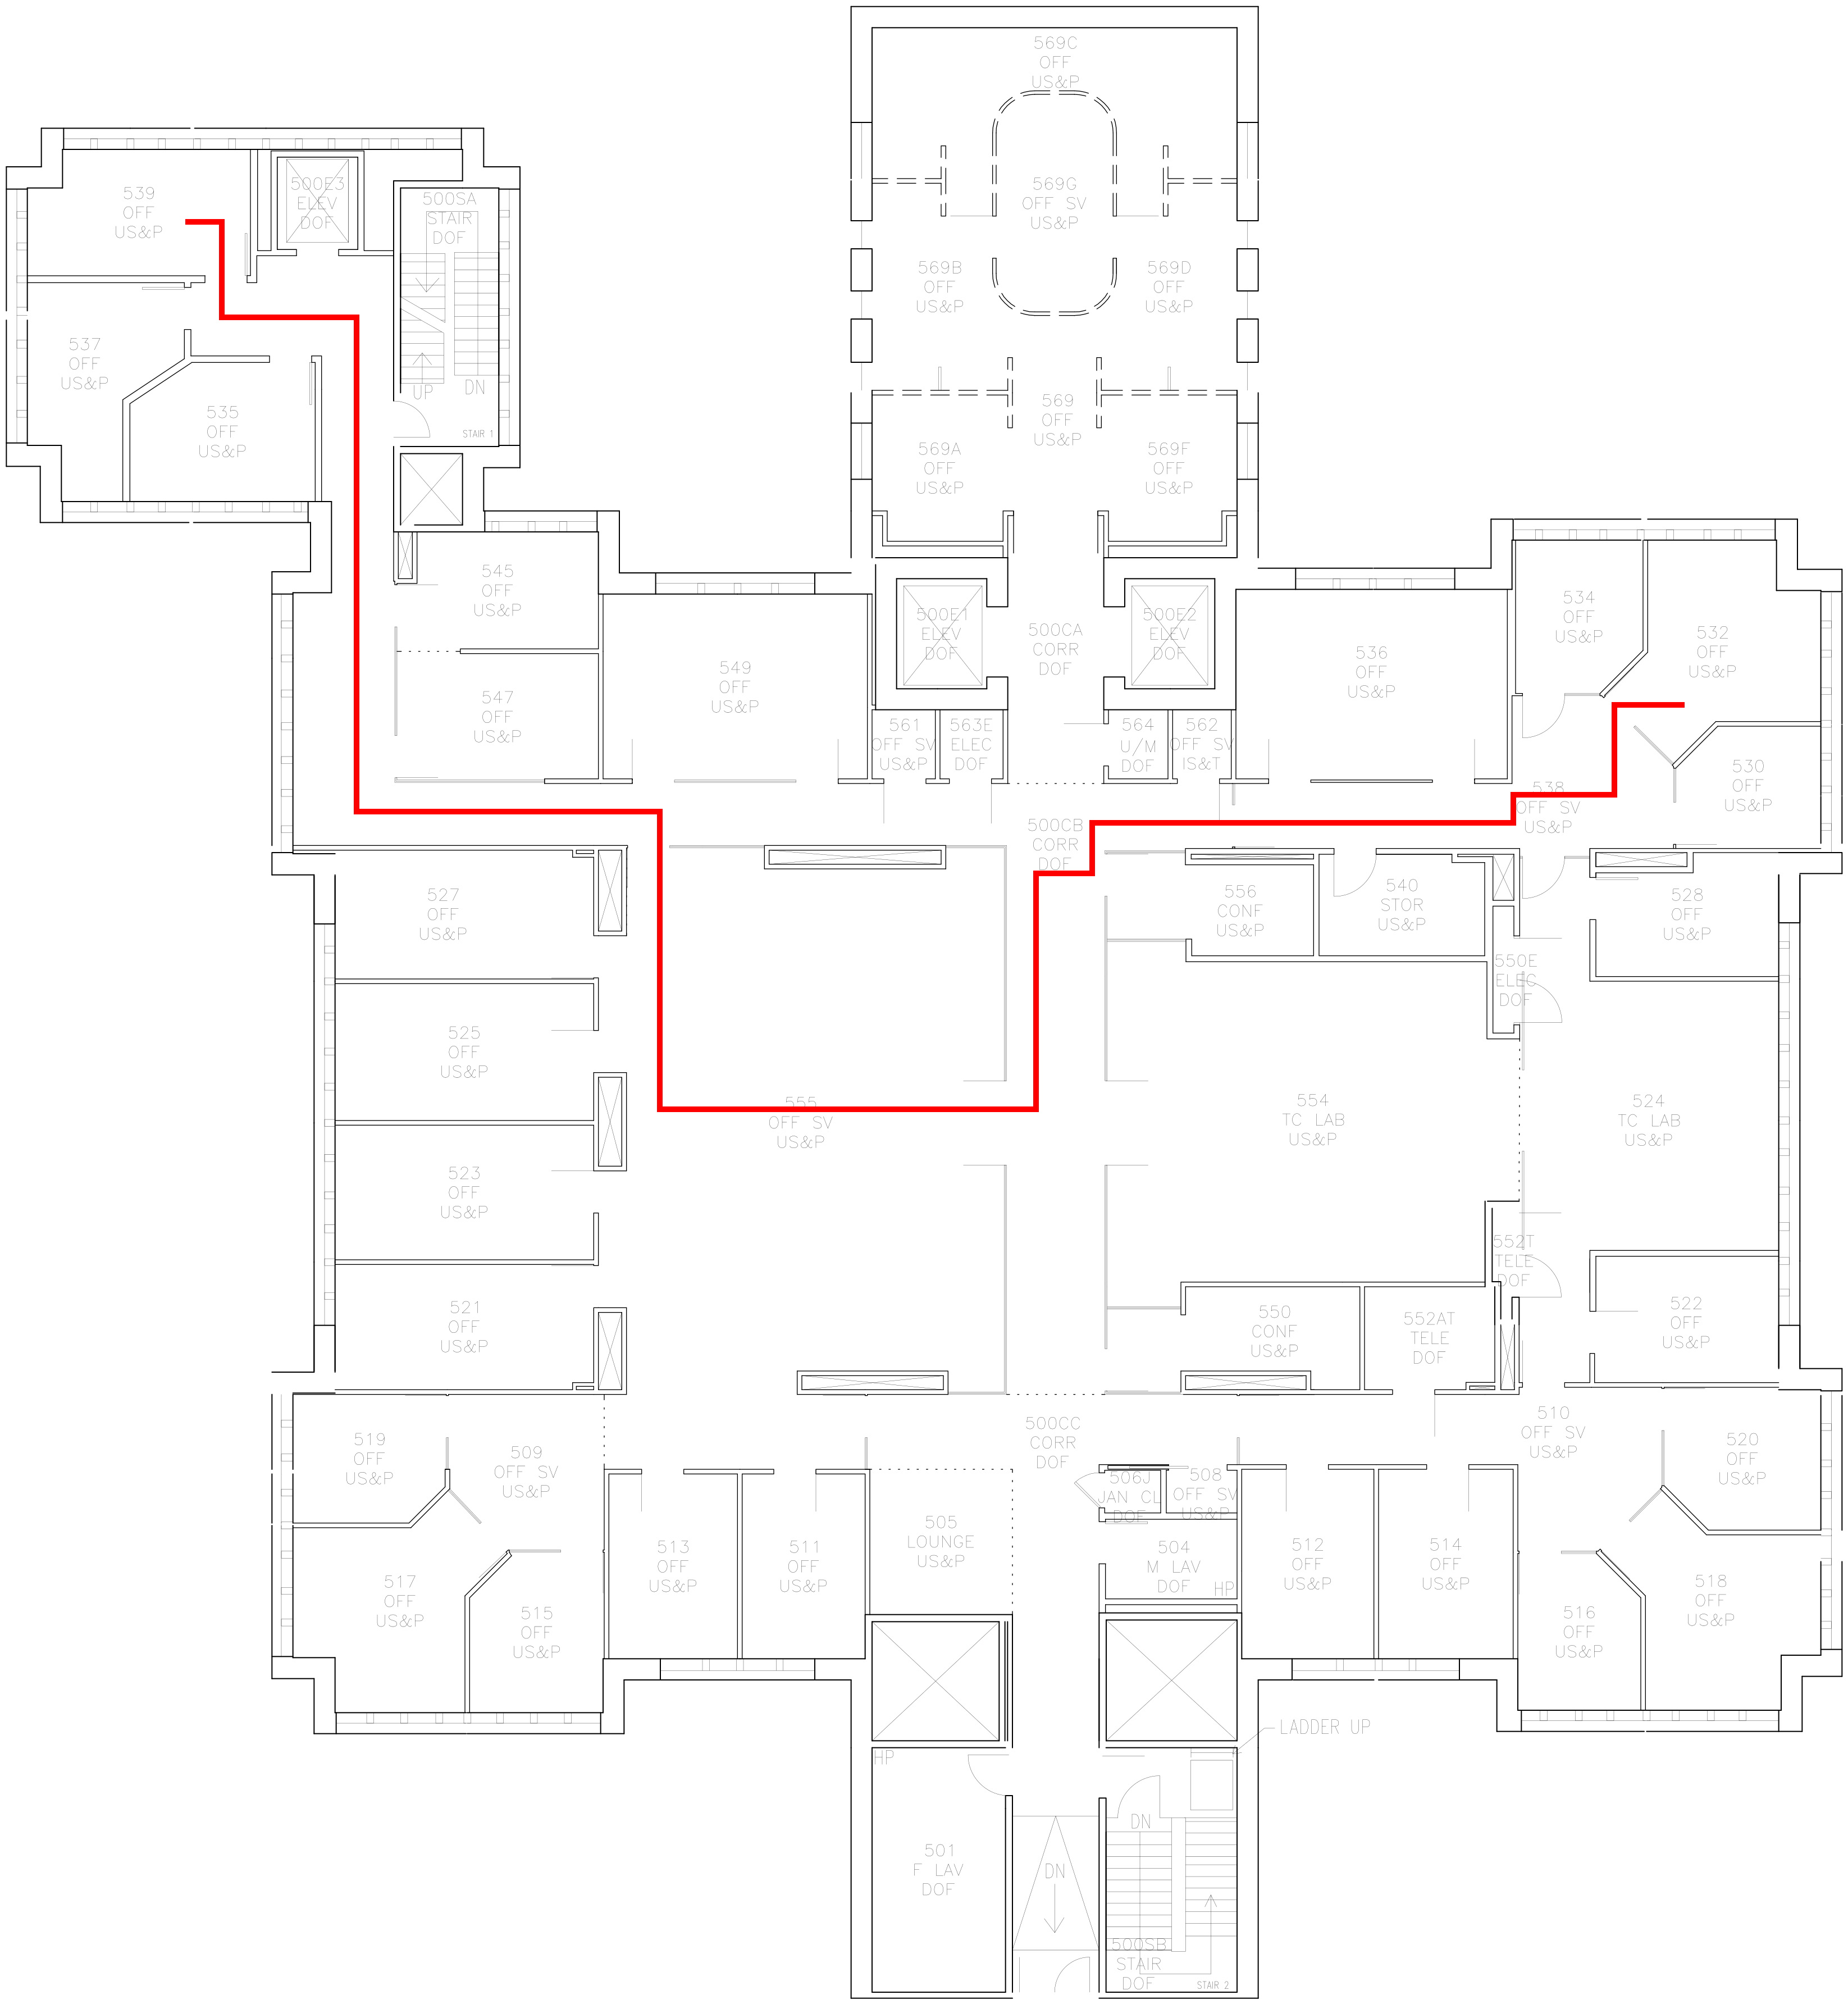 569C
OFF
US&P
539
OFF
US&P
500E3
ELEV
DOF
500SA
STAIR
DOF
569G
OFF SV
US&P
569B
OFF
US&P
569D
OFF
US&P
537
OFF
US&P
UP
DN
STAIR 1
535
OFF
US&P
569
OFF
US&P
569A
OFF
US&P
569F
OFF
US&P
545
OFF
US&P
534
OFF
US&P
500E1
ELEV
DOF
500CA
CORR
DOF
500E2
ELEV
DOF
532
OFF
US&P
549
OFF
US&P
536
OFF
US&P
547
OFF
US&P
561
OFF SV
US&P
563E
ELEC
DOF
564
U/M
DOF
562
OFF SV
IS&T
530
OFF
US&P
538
OFF SV
US&P
500CB
CORR
DOF
527
OFF
US&P
556
CONF
US&P
540
STOR
US&P
528
OFF
US&P
550E
ELEC
DOF
525
OFF
US&P
555
OFF SV
US&P
554
TC LAB
US&P
524
TC LAB
US&P
523
OFF
US&P
552T
TELE
DOF
521
OFF
US&P
550
CONF
US&P
552AT
TELE
DOF
522
OFF
US&P
519
OFF
US&P
509
OFF SV
US&P
500CC
CORR
DOF
510
OFF SV
US&P
520
OFF
US&P
506J
JAN CL
DOF
508
OFF SV
US&P
505
LOUNGE
US&P
513
OFF
US&P
511
OFF
US&P
504
M LAV
DOF
HP
512
OFF
US&P
514
OFF
US&P
517
OFF
US&P
515
OFF
US&P
516
OFF
US&P
518
OFF
US&P
LADDER UP
HP
DN
501
F LAV
DOF
DN
500SB
STAIR
DOF
STAIR 2